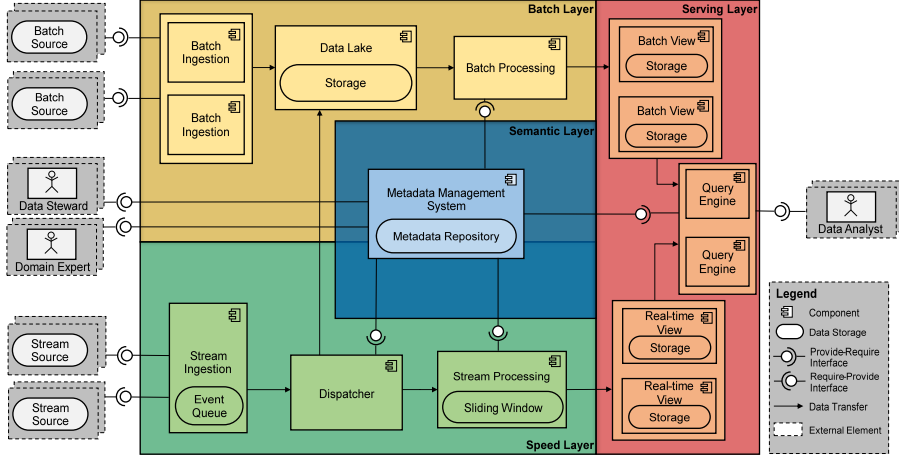 Batch Layer
Serving Layer
Batch
Source
Batch
Source
Batch
Ingestion
Batch
Ingestion
Data Lake
Storage
Batch Processing
Batch View
Storage
Batch View
Storage
Semantic Layer
Data Steward
Domain Expert
Metadata Management
System
Metadata Repository
Query
Engine
Query
Engine
Data Analyst
Stream
Source
Stream
Source
Stream
Ingestion
Event
Queue
Dispatcher
Stream Processing
Sliding Window
Real-time
View
Storage
Real-time
View
Storage
Speed Layer
Legend
Component
Data Storage
Provide-Require
Interface
Require-Provide
Interface
Data Transfer
External Element